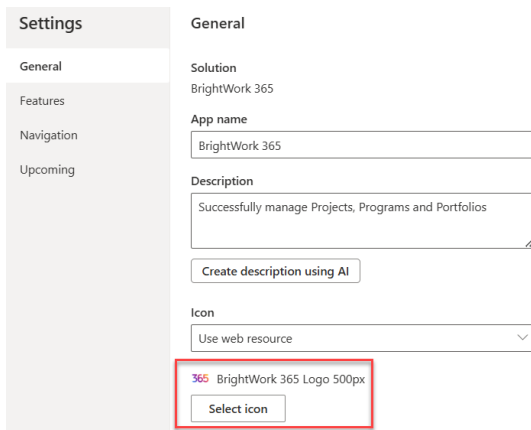 Settings
General
Features
Navigation
Upcoming
General
Solution
BrightWork 365
App name
BrightWork 365
Description
Successfully manage Projects, Programs and Portfolios
Create description using AI
Icon
Use web resource
365 BrightWork 365 Logo 500px
Select icon